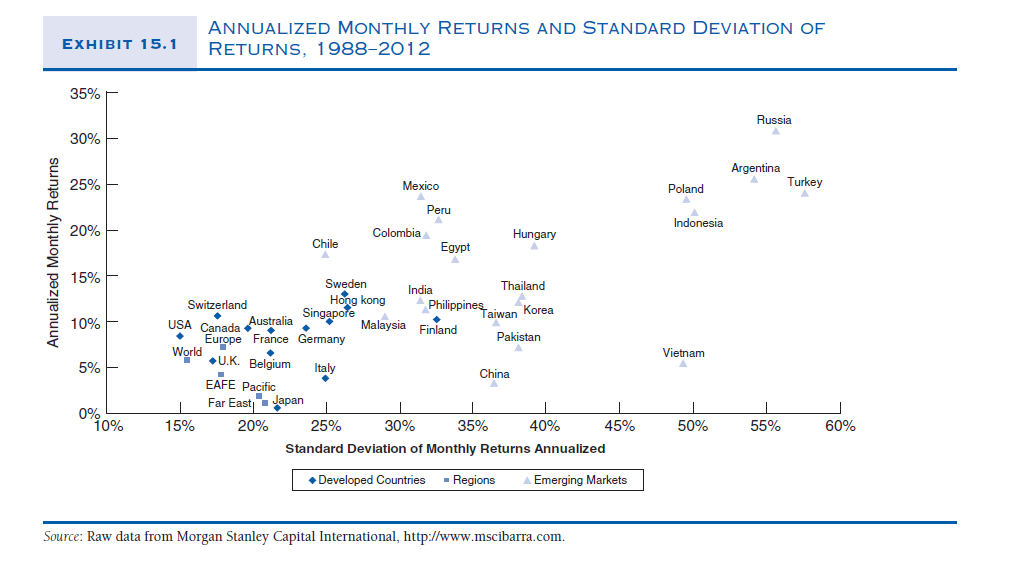 EXHIBIT 15.1
ANNUALIZED MONTHLY RETURNS AND STANDARD DEVIATION OF
RETURNS, 1988–2012
Annualized Monthly Returns
35%
30%
25%
20%
15%
10%
5%
0%
Russia
Argentina
Turkey
Mexico
Poland
Peru
Indonesia
Colombia
Hungary
Chile
Egypt
Sweden
India
Thailand
Hong kong
Switzerland
Philippines
Singapore
Taiwan
Korea
USA
Canada
Australia
Malaysia
Finland
Europe
France
Germany
Pakistan
World
Vietnam
U.K.
Belgium
Italy
China
EAFE
Pacific
Far East
Japan
10%
15%
20%
25%
30%
35%
40%
45%
50%
55%
60%
Standard Deviation of Monthly Returns Annualized
Developed Countries
Regions
Emerging Markets
Source: Raw data from Morgan Stanley Capital International, http://www.mscibarra.com.